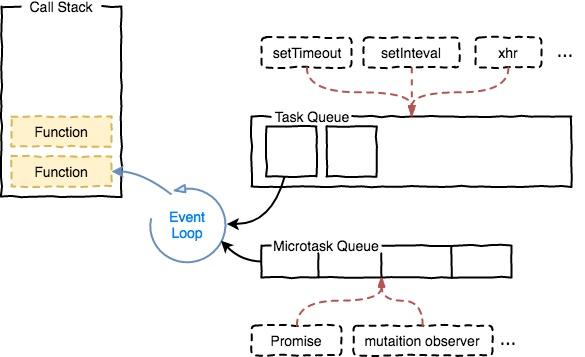 Call Stack
setTimeout
setInteval
xhr
...
Task Queue
Function
Function
Event
Loop
Microtask Queue
Promise
mutaition observer
...